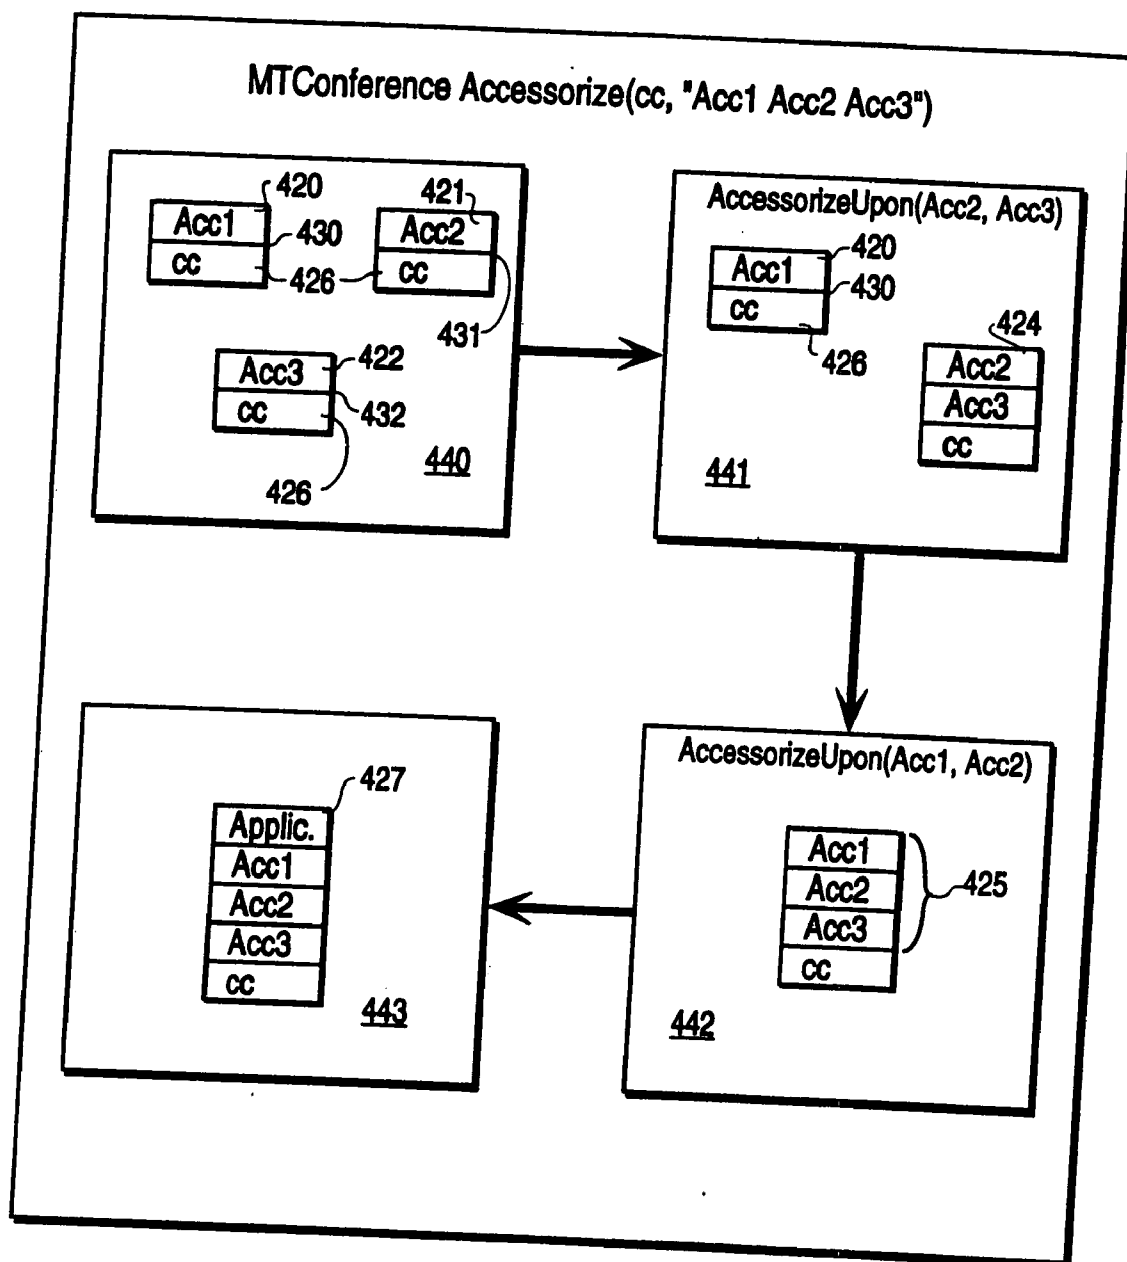 MTConference Accessorize(cc, "Acc1 Acc2 Acc3")
420
Acc1
430
cc
426
421
Acc2
cc
431
Acc3
422
432
cc
426
440
AccessorizeUpon(Acc2, Acc3)
420
Acc1
430
cc
426
424
Acc2
Acc3
cc
441
427
Applic.
Acc1
Acc2
Acc3
cc
443
AccessorizeUpon(Acc1, Acc2)
Acc1
Acc2
425
Acc3
cc
442